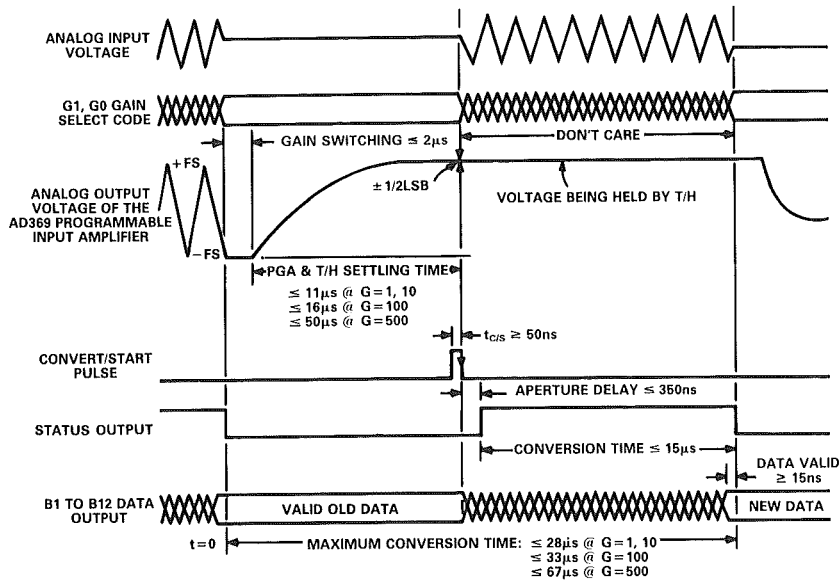 ANALOG INPUT
VOLTAGE
G1, G0 GAIN
SELECT CODE
GAIN SWITCHING ≤ 2μs
DON'T CARE
+FS
ANALOG OUTPUT
VOLTAGE OF THE
AD369 PROGRAMMABLE
INPUT AMPLIFIER
−FS
±1/2LSB
VOLTAGE BEING HELD BY T/H
PGA & T/H SETTLING TIME
≤ 11μs @ G=1, 10
≤ 16μs @ G=100
≤ 50μs @ G=500
tC/S ≥ 50ns
CONVERT/START
PULSE
APERTURE DELAY ≤ 350ns
STATUS OUTPUT
CONVERSION TIME ≤ 15μs
DATA VALID
≥ 15ns
B1 TO B12 DATA
OUTPUT
VALID OLD DATA
NEW DATA
t=0
MAXIMUM CONVERSION TIME: ≤ 28μs @ G=1, 10
≤ 33μs @ G=100
≤ 67μs @ G=500